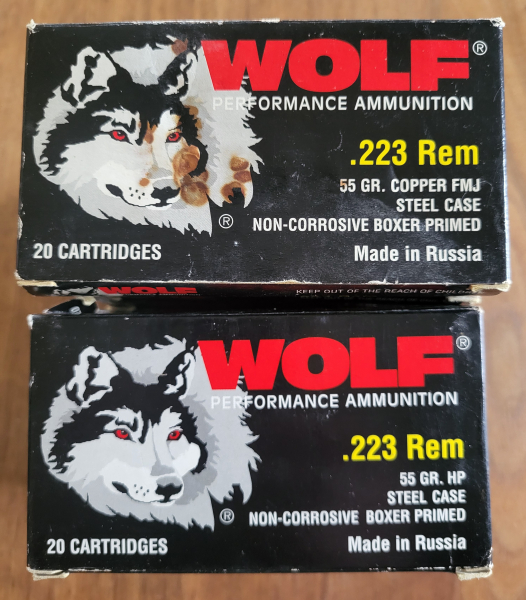 WOLF®
PERFORMANCE AMMUNITION
.223 Rem
55 GR. COPPER FMJ
STEEL CASE
® NON-CORROSIVE BOXER PRIMED
20 CARTRIDGES Made in Russia
WOLF KEEP OUT OF THE REACH OF
WOLF®
PERFORMANCE AMMUNITION
.223 Rem
55 GR. HP
STEEL CASE
® NON-CORROSIVE BOXER PRIMED
20 CARTRIDGES Made in Russia